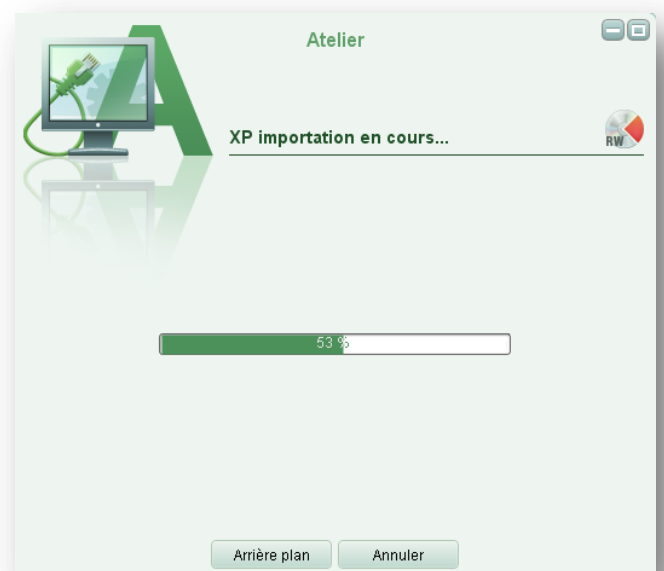 Atelier
XP importation en cours...
RW
53 %
Arrière plan
Annuler